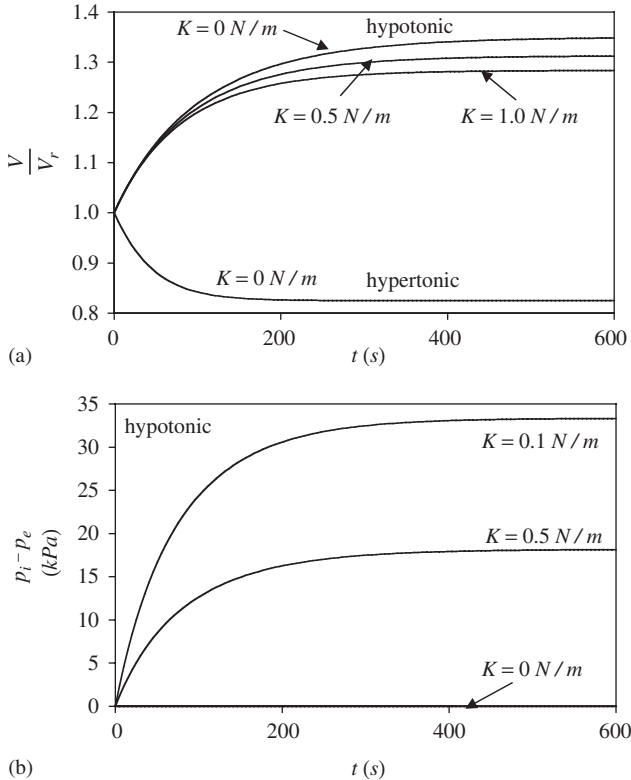 1.4
K = 0 N / m
hypotonic
1.3
K = 0.5 N / m
K = 1.0 N / m
1.2
V
V_r
1.1
1.0
0.9
K = 0 N / m
hypertonic
0.8
0
200
400
600
(a)
t (s)
35
hypotonic
30
K = 0.1 N / m
25
p_i - p_e
(kPa)
20
K = 0.5 N / m
15
10
5
K = 0 N / m
0
0
200
400
600
(b)
t (s)